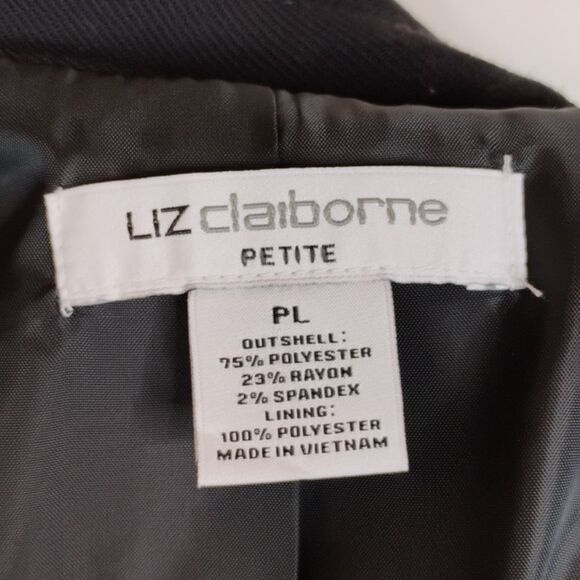 LIZ claiborne
PETITE
PL
OUTSHELL:
75% POLYESTER
23% RAYON
2% SPANDEX
LINING:
100% POLYESTER
MADE IN VIETNAM